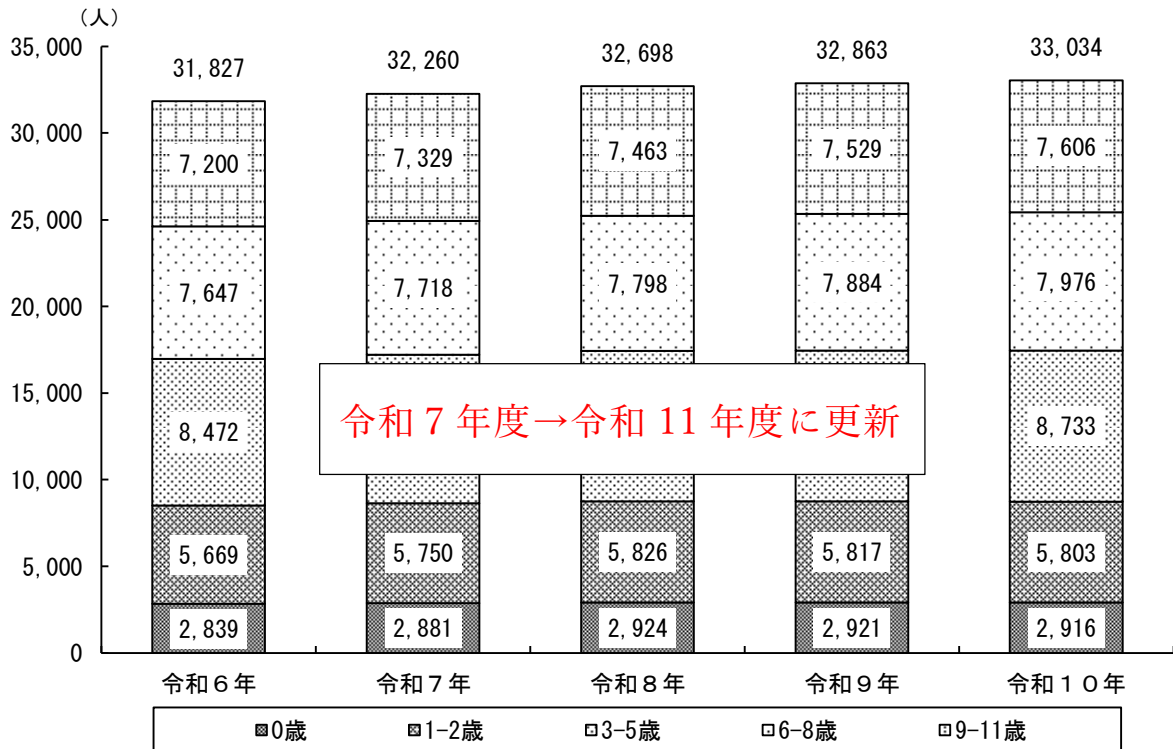 （人）
35,000
30,000
25,000
20,000
15,000
10,000
5,000
0
31,827
32,260
32,698
32,863
33,034
7,200
7,329
7,463
7,529
7,606
7,647
7,718
7,798
7,884
7,976
令和７年度→令和 11 年度に更新
8,472
8,733
5,669
5,750
5,826
5,817
5,803
2,839
2,881
2,924
2,921
2,916
令和６年
令和７年
令和８年
令和９年
令和１０年
0歳
1-2歳
3-5歳
6-8歳
9-11歳